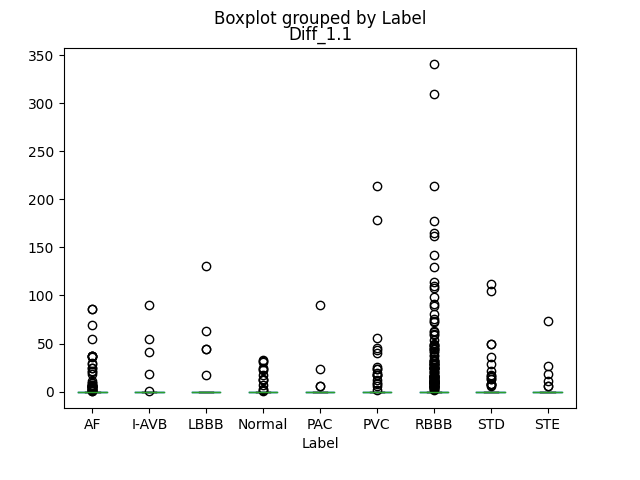 Boxplot grouped by Label
Diff_1.1
350
300
250
200
150
100
50
0
AF I-AVB LBBB Normal PAC PVC RBBB STD STE
Label